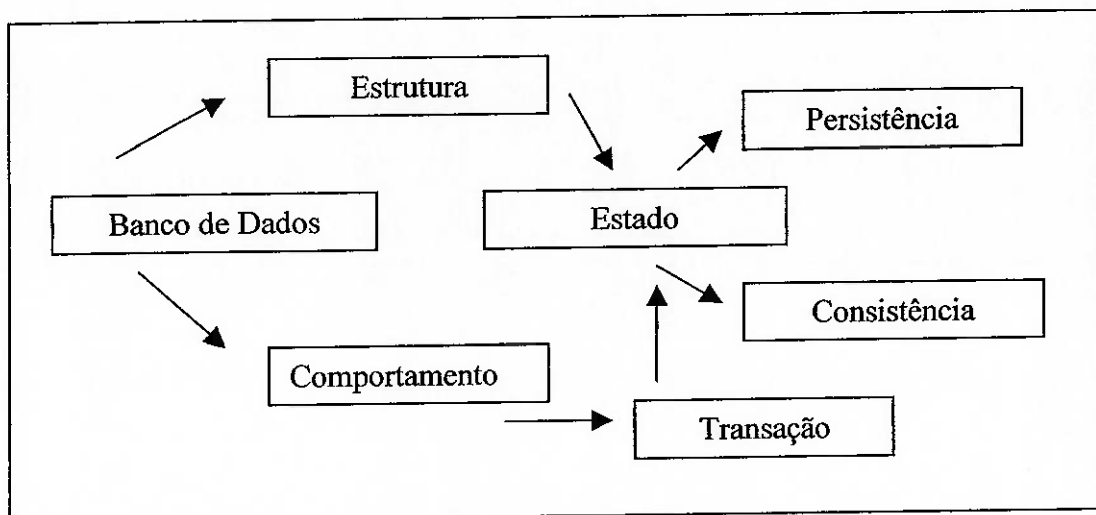 Estrutura
Persistência
Banco de Dados
Estado
Consistência
Comportamento
Transação